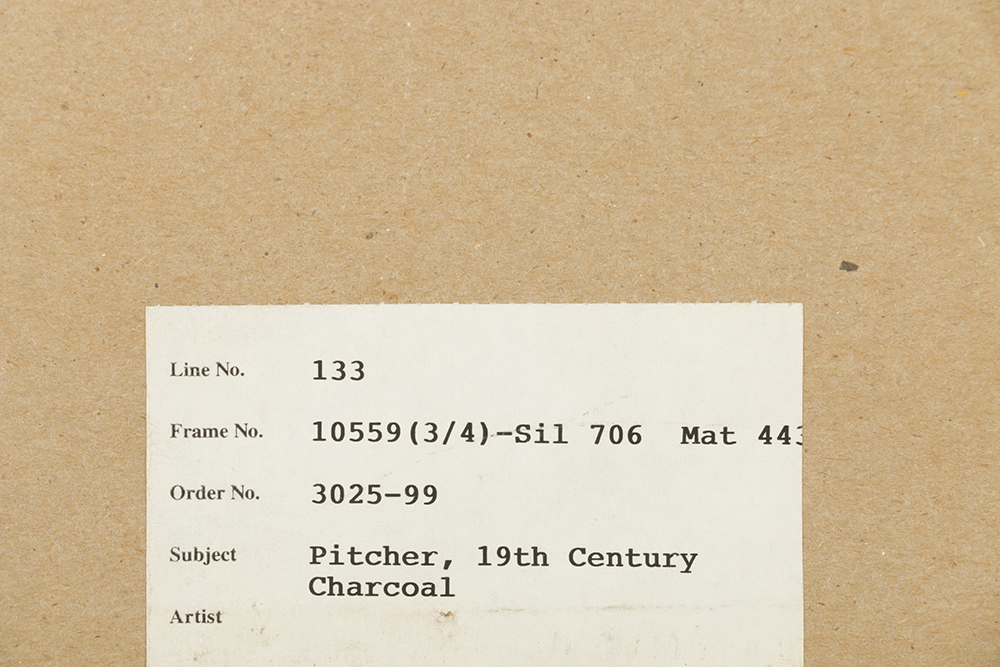 Line No. 133
Frame No. 10559(3/4)-Sil 706 Mat 443
Order No. 3025-99
Subject Pitcher, 19th Century
Charcoal
Artist